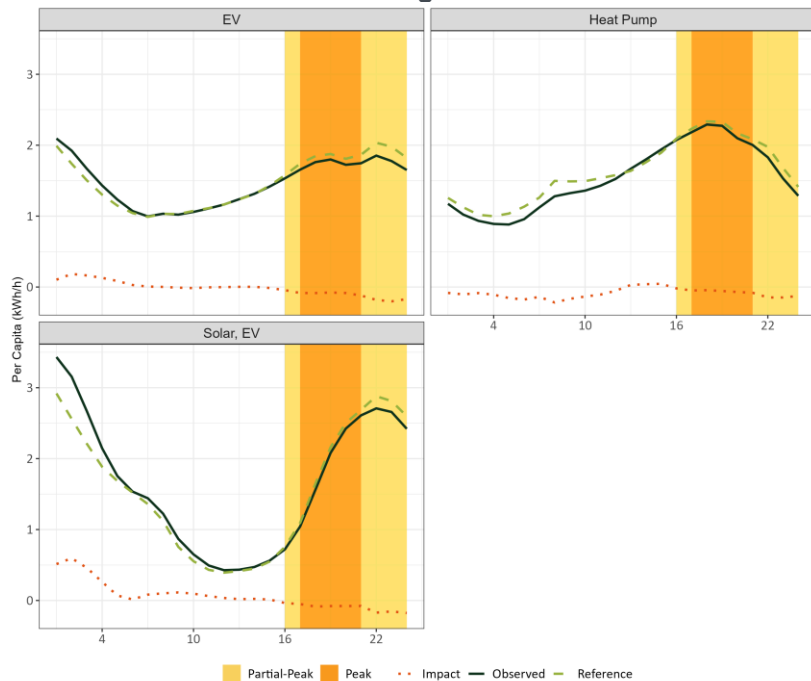 EV
Heat Pump
3
2
1
0
4
10
16
22
Solar, EV
Per Capita (kWh/h)
3
2
1
0
4
10
16
22
Partial-Peak
Peak
Impact
Observed
Reference